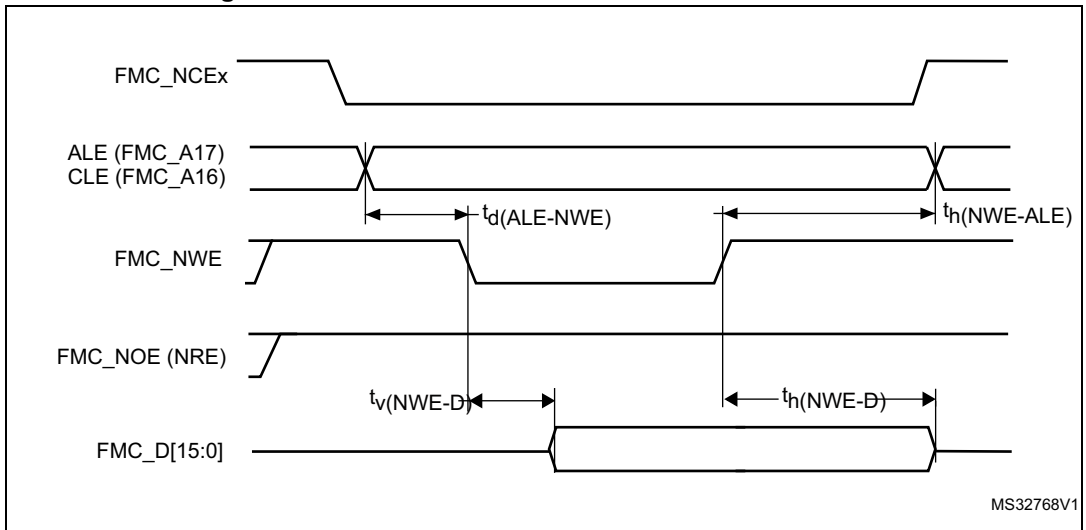 FMC_NCEx
ALE (FMC_A17)
CLE (FMC_A16)
td(ALE-NWE)
th(NWE-ALE)
FMC_NWE
FMC_NOE (NRE)
tv(NWE-D)
th(NWE-D)
FMC_D[15:0]
MS32768V1